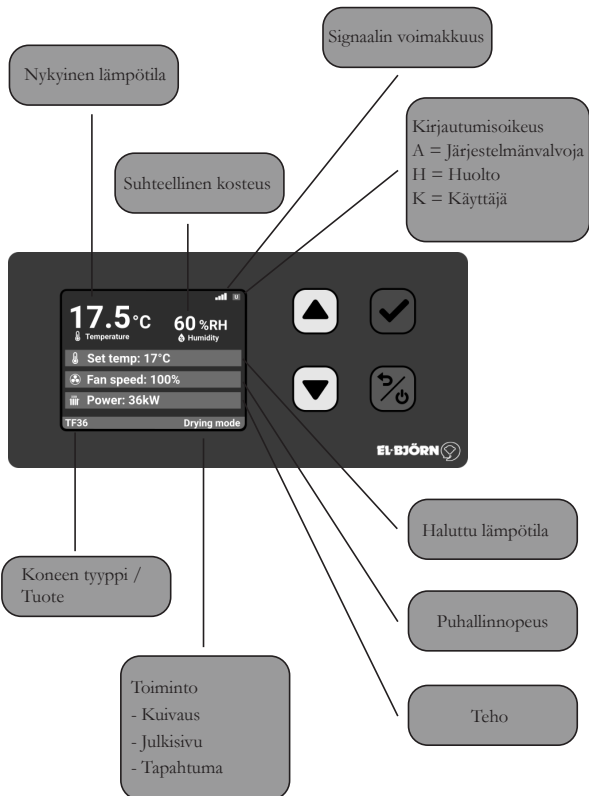 Signaalin voimakkuus
Nykyinen lämpötila
Kirjautumisoikeus
A = Järjestelmänvalvoja
H = Huolto
K = Käyttäjä
Suhteellinen kosteus
U
17.5°C
Temperature
60 %RH
Humidity
Set temp: 17°C
Fan speed: 100%
Power: 36kW
TF36
Drying mode
EL-BJÖRN
Haluttu lämpötila
Koneen tyyppi /
Tuote
Puhallinnopeus
Toiminto
- Kuivaus
- Julkisivu
- Tapahtuma
Teho